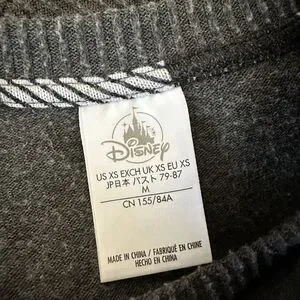 Disney
US XS EXCH UK XS EU XS
JP日本 バスト 79-87
M
CN 155/84A
MADE IN CHINA / FABRIQUÉ EN CHINE
HECHO EN CHINA